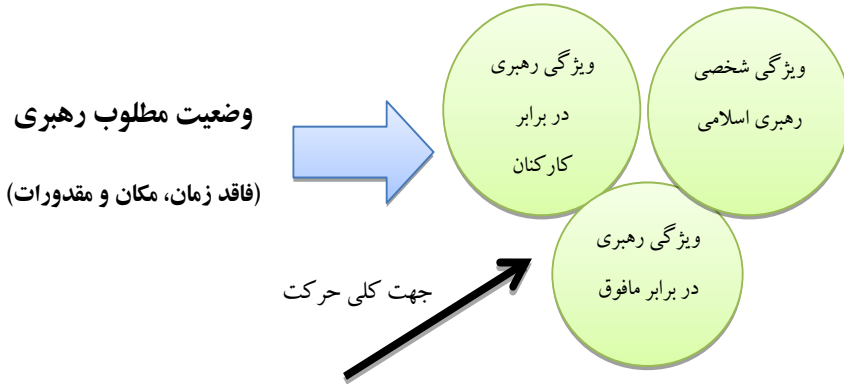 ویژگی شخصی
رهبری اسلامی
ویژگی رهبری
در برابر
کارکنان
ویژگی رهبری
در برابر مافوق
وضعیت مطلوب رهبری
(فاقد زمان، مکان و مقدورات)
جهت کلی حرکت